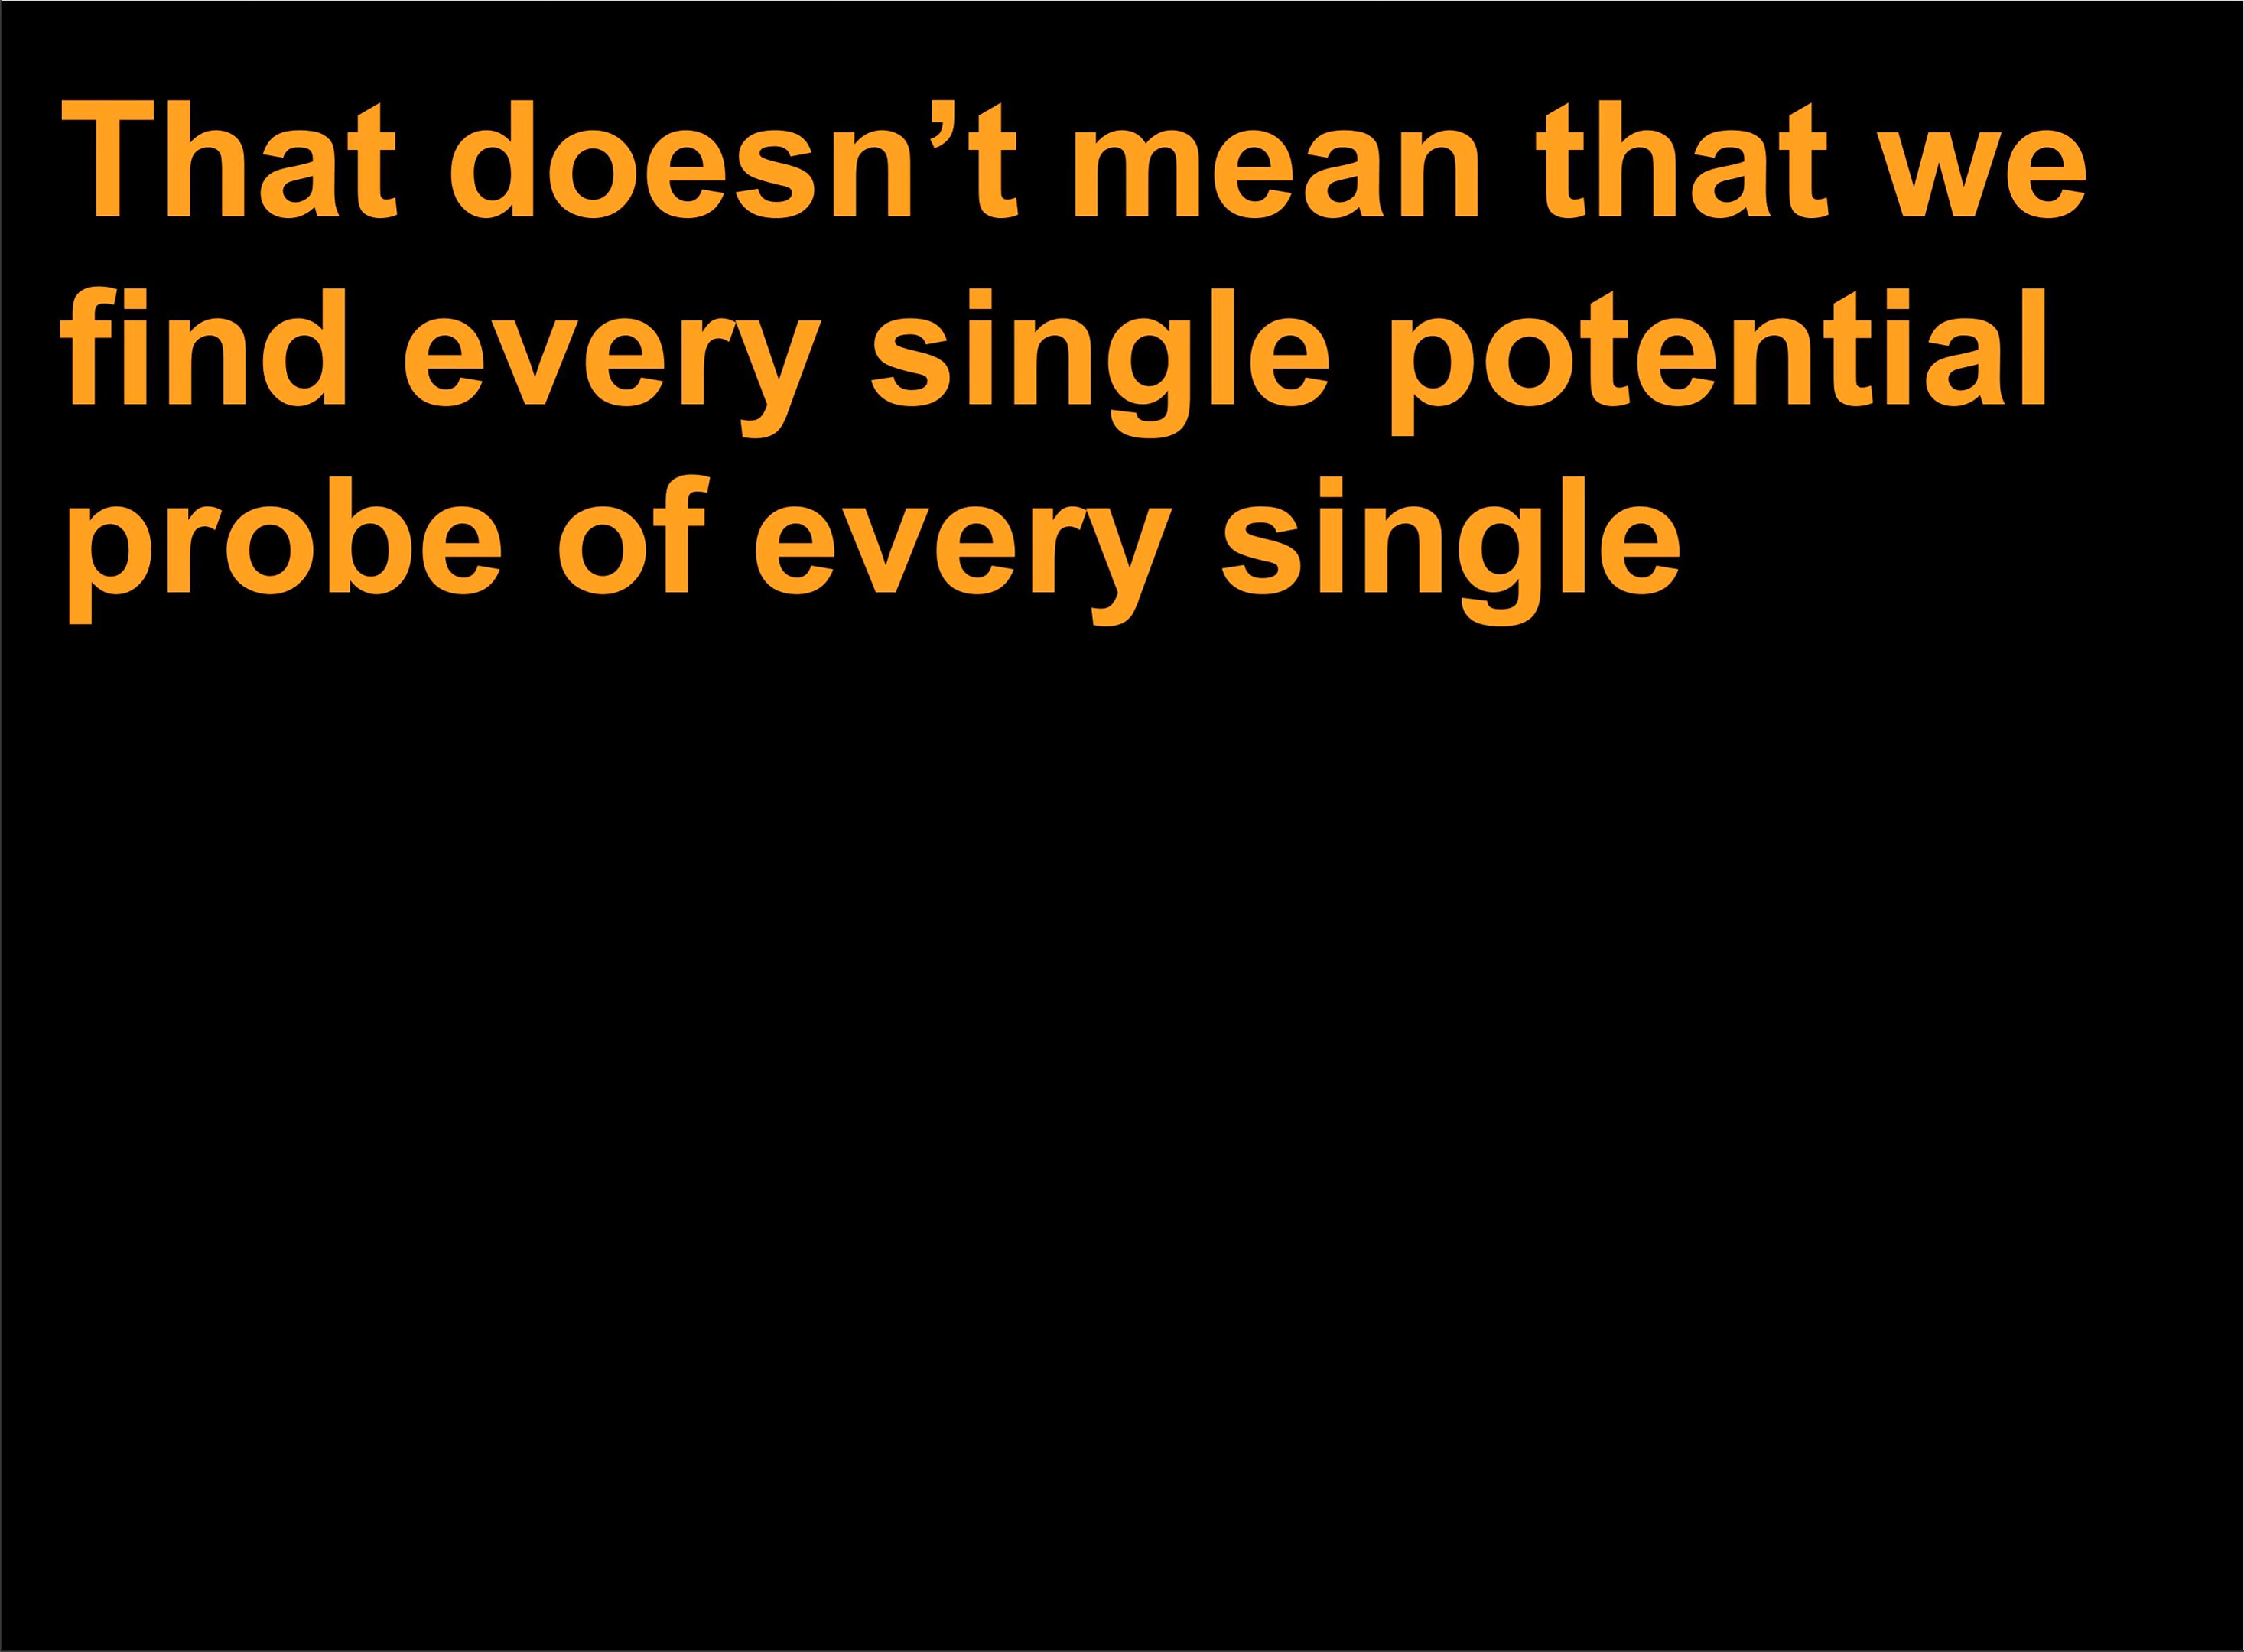 That doesn’t mean that we
find every single potential
probe of every single